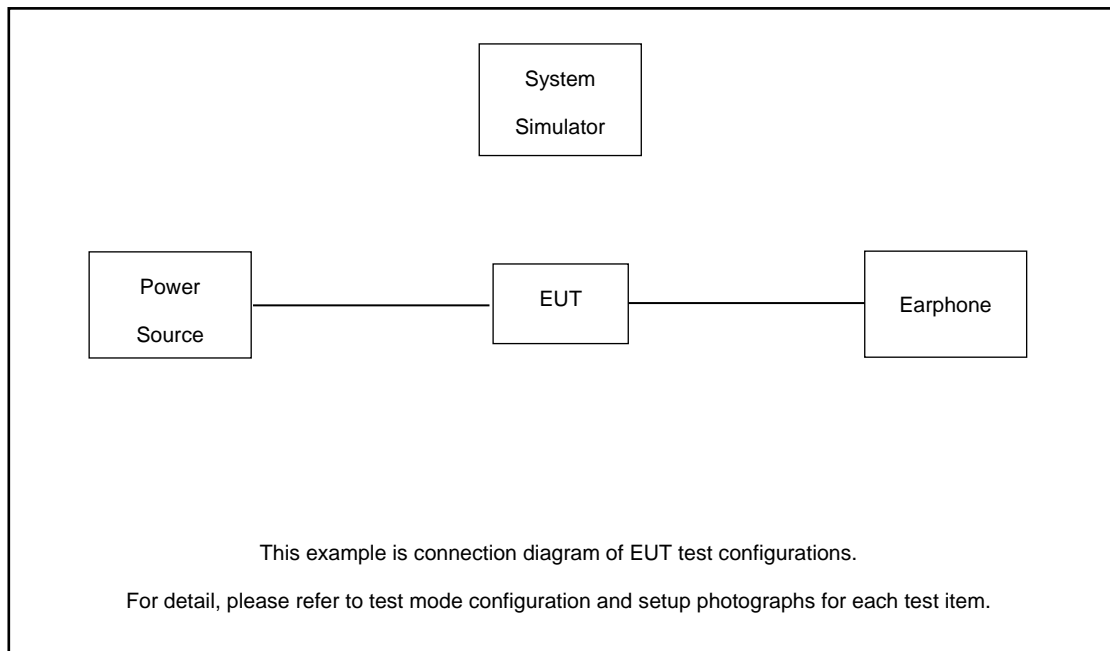 System
Simulator
Power
Source
EUT
Earphone
This example is connection diagram of EUT test configurations.
For detail, please refer to test mode configuration and setup photographs for each test item.